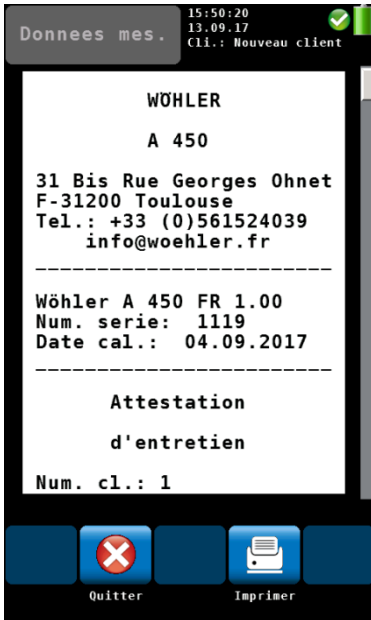 Donnees mes.
15:50:20
13.09.17
Cli.: Nouveau client
WÖHLER
A 450
31 Bis Rue Georges Ohnet
F-31200 Toulouse
Tel.: +33 (0)561524039
info@woehler.fr
Wöhler A 450 FR 1.00
Num. serie: 1119
Date cal.: 04.09.2017
Attestation
d'entretien
Num. cl.: 1
Quitter
Imprimer